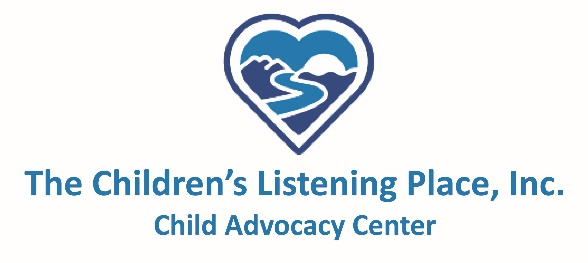 The Children’s Listening Place, Inc.
Child Advocacy Center